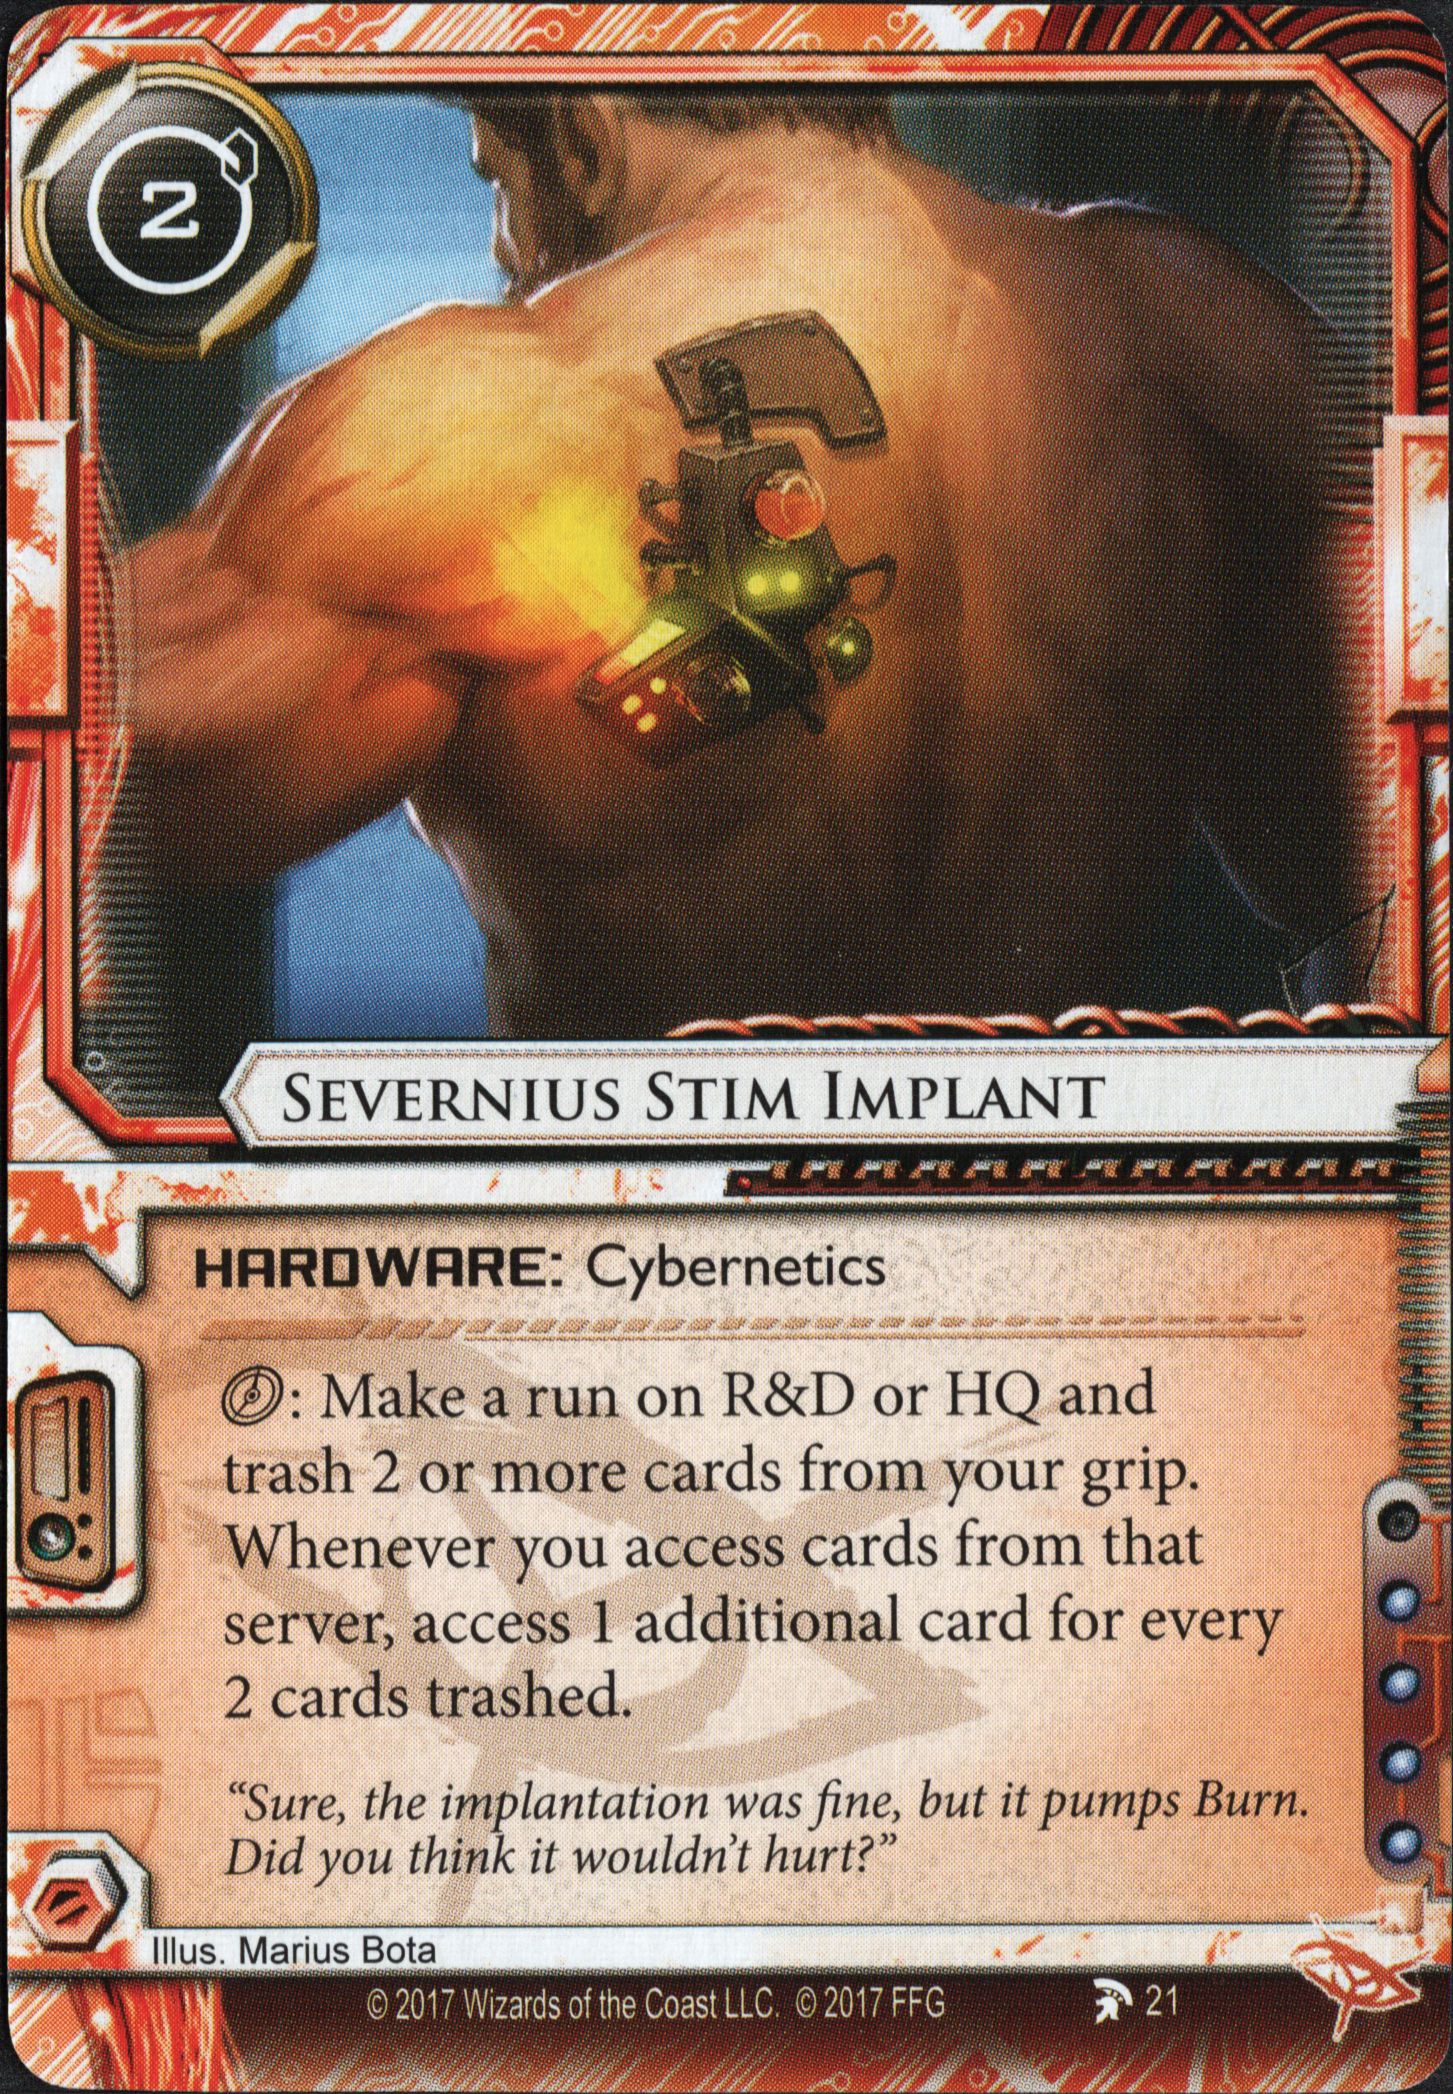 2
SEVERNIUS STIM IMPLANT
HARDWARE: Cybernetics
: Make a run on R&D or HQ and
trash 2 or more cards from your grip.
Whenever you access cards from that
server, access 1 additional card for every
2 cards trashed.
“Sure, the implantation was fine, but it pumps Burn.
Did you think it wouldn’t hurt?”
Illus. Marius Bota
© 2017 Wizards of the Coast LLC. © 2017 FFG 21